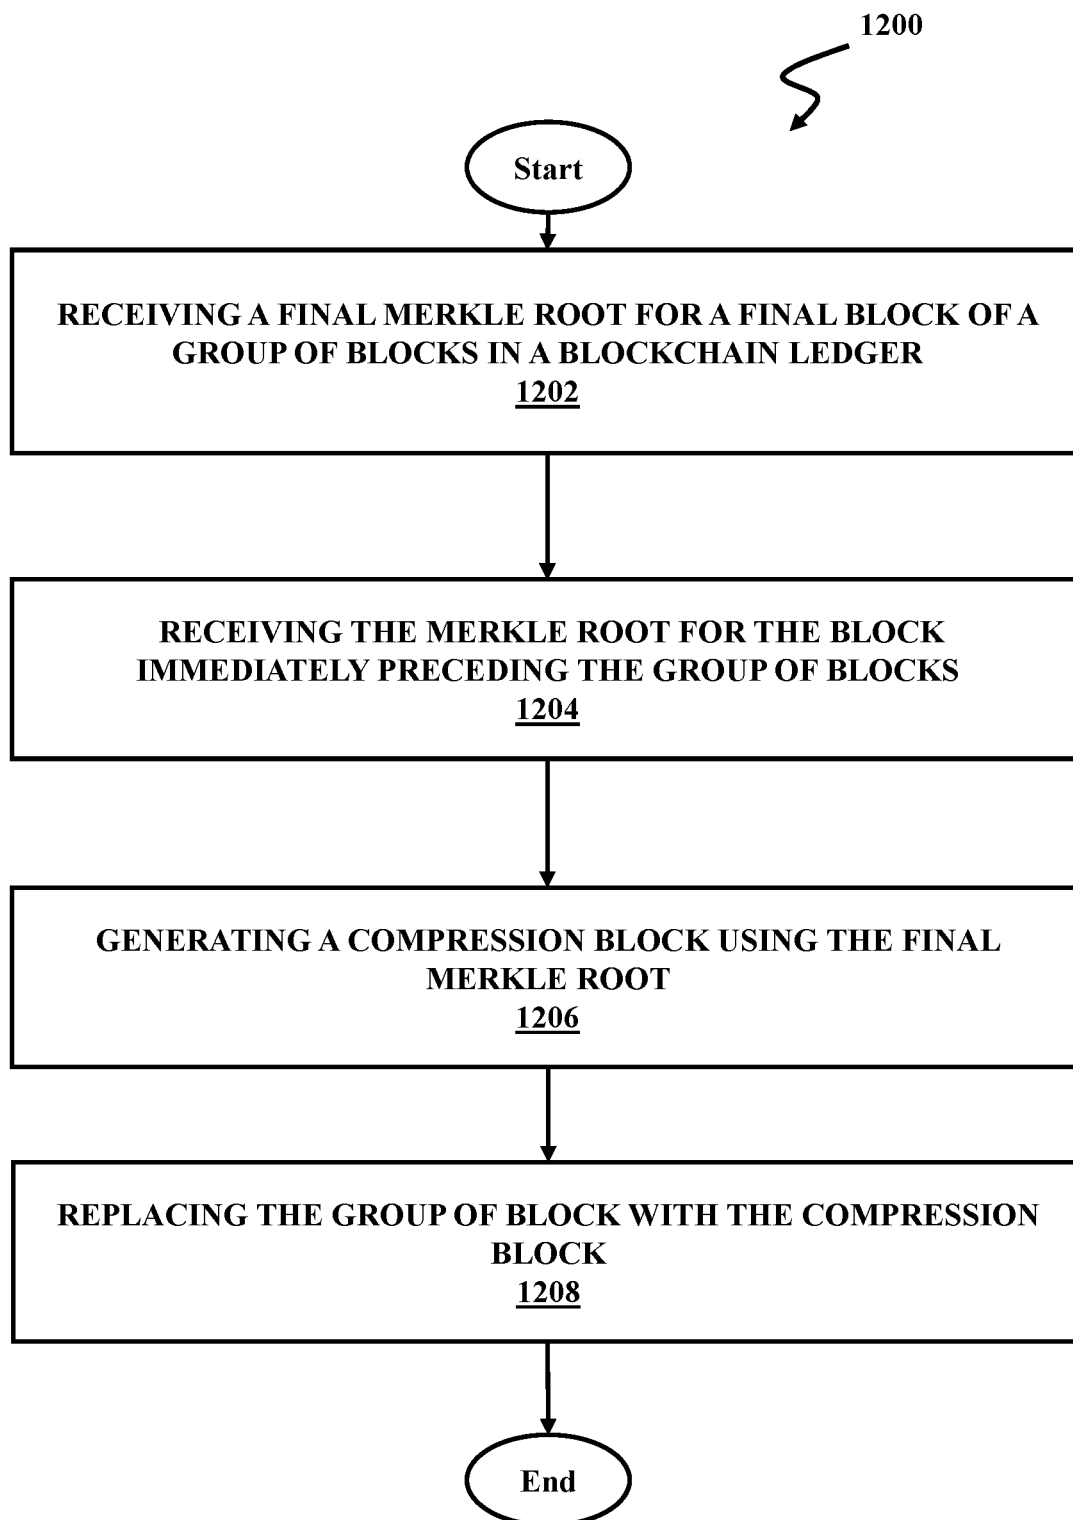 1200
Start
RECEIVING A FINAL MERKLE ROOT FOR A FINAL BLOCK OF A
GROUP OF BLOCKS IN A BLOCKCHAIN LEDGER
1202
RECEIVING THE MERKLE ROOT FOR THE BLOCK
IMMEDIATELY PRECEDING THE GROUP OF BLOCKS
1204
GENERATING A COMPRESSION BLOCK USING THE FINAL
MERKLE ROOT
1206
REPLACING THE GROUP OF BLOCK WITH THE COMPRESSION
BLOCK
1208
End